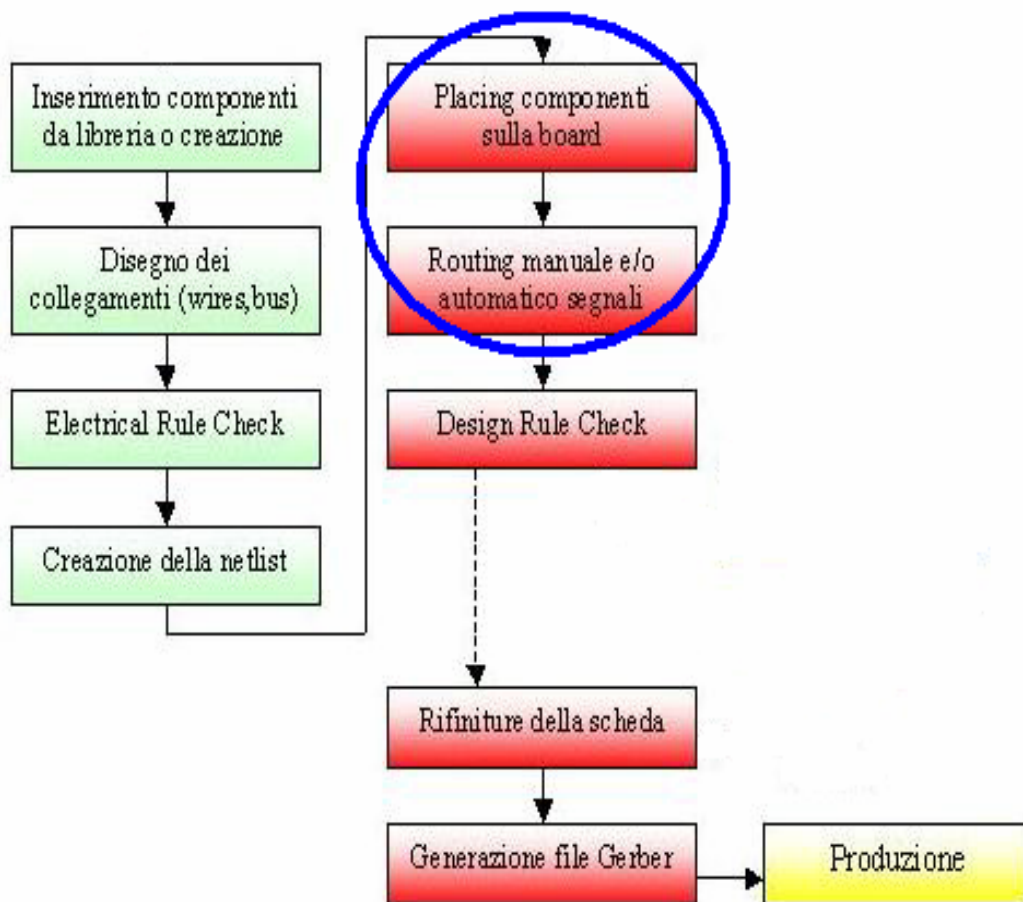 Inserimento componenti
da libreria o creazione
Disegno dei
collegamenti (wires,bus)
Electrical Rule Check
Creazione della netlist
Placing componenti
sulla board
Routing manuale e/o
automatico segnali
Design Rule Check
Rifiniture della scheda
Generazione file Gerber
Produzione